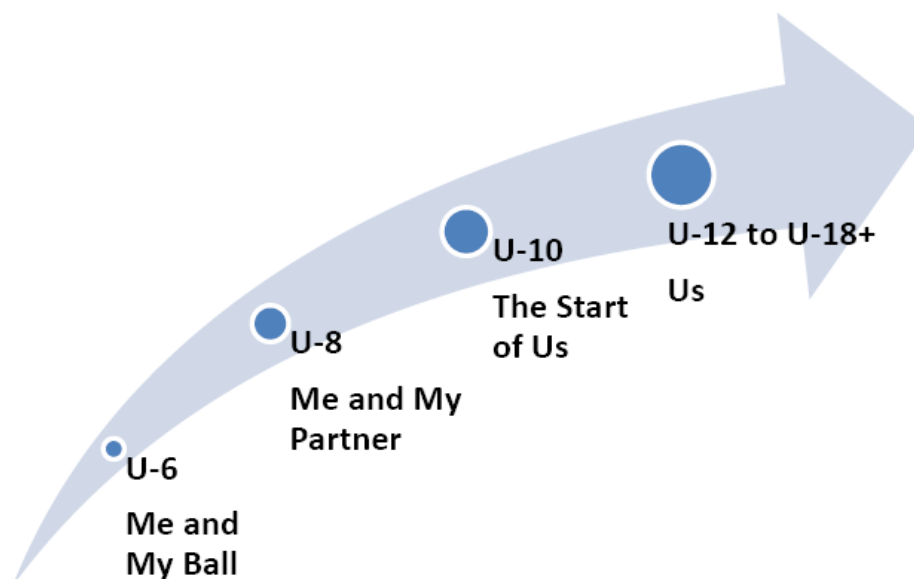 U-6
Me and
My Ball
U-8
Me and My
Partner
U-10
The Start
of Us
U-12 to U-18+
Us